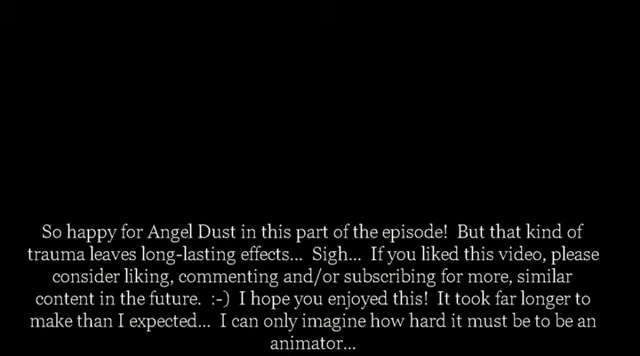 So happy for Angel Dust in this part of the episode!  But that kind of
trauma leaves long-lasting effects...  Sigh...  If you liked this video, please
consider liking, commenting and/or subscribing for more, similar
content in the future.  :-)  I hope you enjoyed this!  It took far longer to
make than I expected...  I can only imagine how hard it must be to be an
animator...